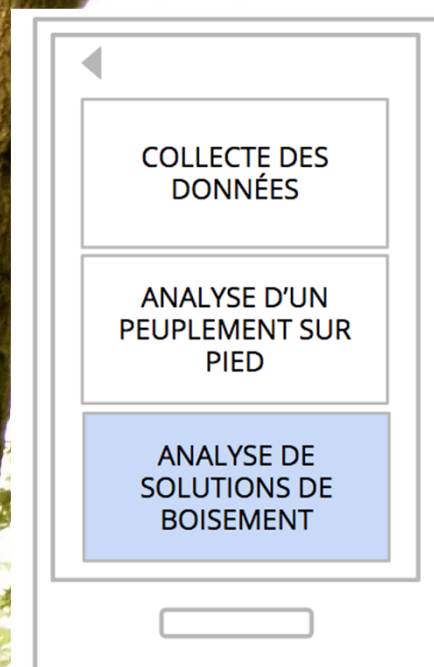 COLLECTE DES
DONNÉES
ANALYSE D'UN
PEUPLEMENT SUR
PIED
ANALYSE DE
SOLUTIONS DE
BOISEMENT